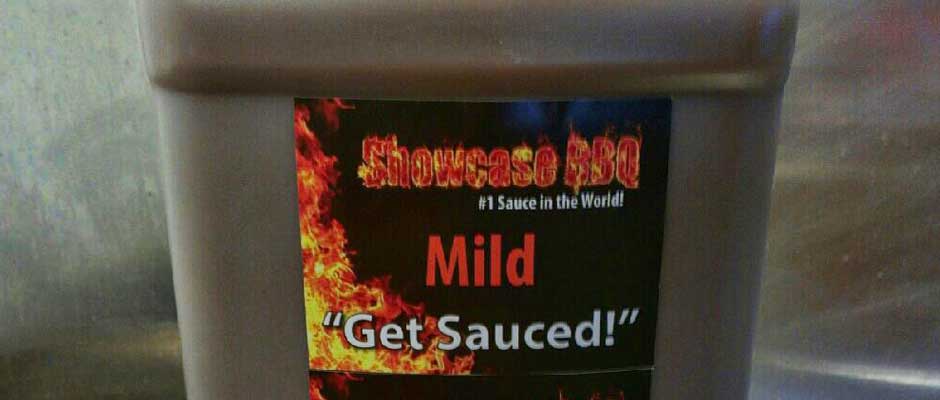 Showcase BBQ
#1 Sauce in the World!
Mild
“Get Sauced!”